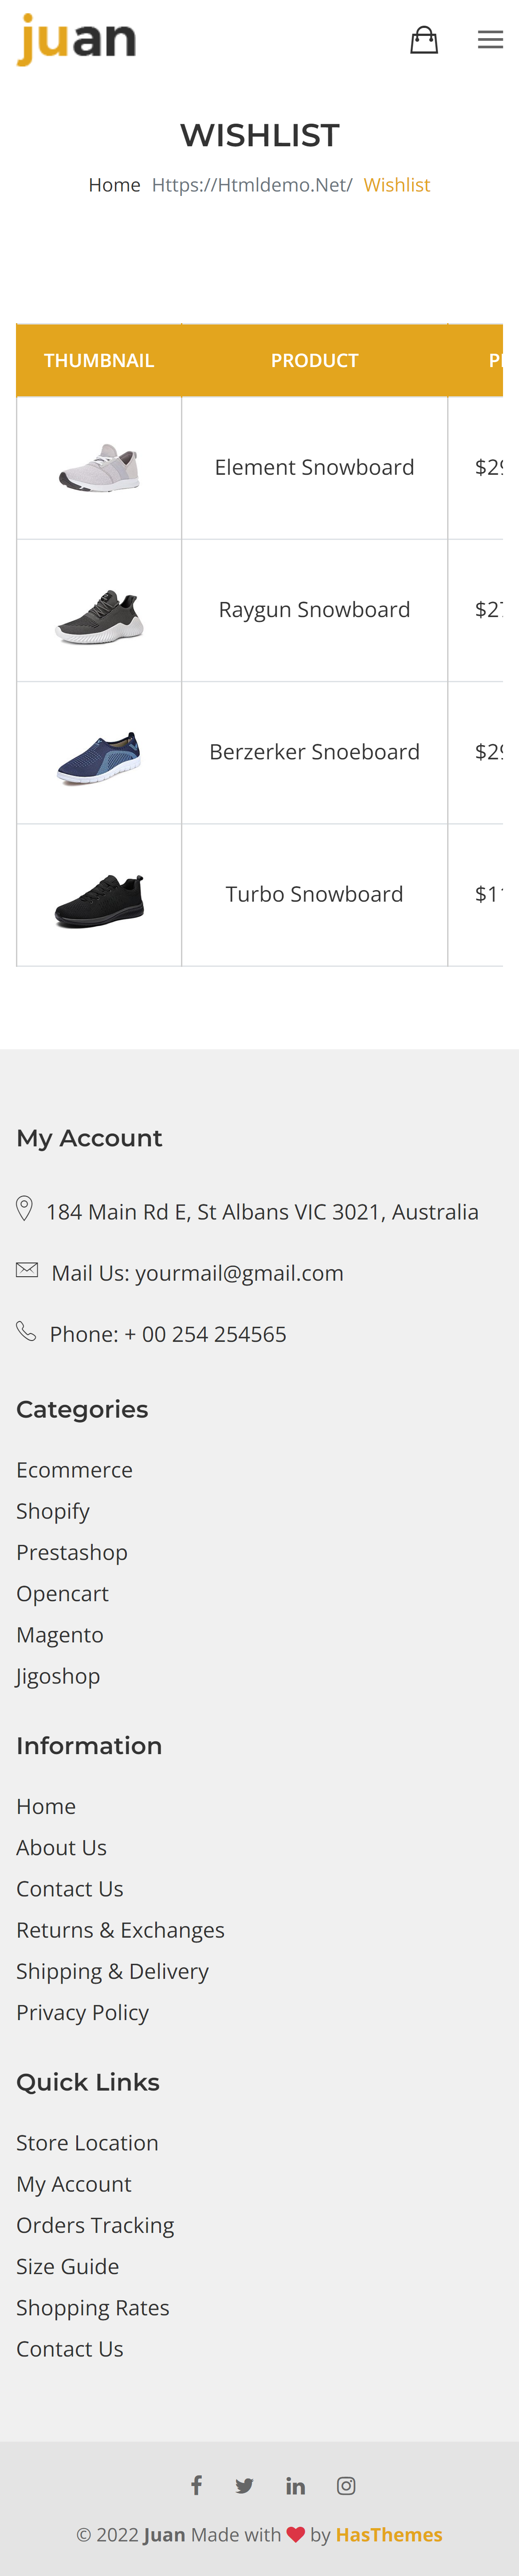 juan
WISHLIST
Home Https://Htmldemo.Net/ Wishlist
THUMBNAIL PRODUCT
Element Snowboard
Raygun Snowboard
Berzerker Snoeboard
Turbo Snowboard
My Account
184 Main Rd E, St Albans VIC 3021, Australia
Mail Us: yourmail@gmail.com
Phone: + 00 254 254565
Categories
Ecommerce
Shopify
Prestashop
Opencart
Magento
Jigoshop
Information
Home
About Us
Contact Us
Returns & Exchanges
Shipping & Delivery
Privacy Policy
Quick Links
Store Location
My Account
Orders Tracking
Size Guide
Shopping Rates
Contact Us
© 2022 Juan Made with ❤ by HasThemes